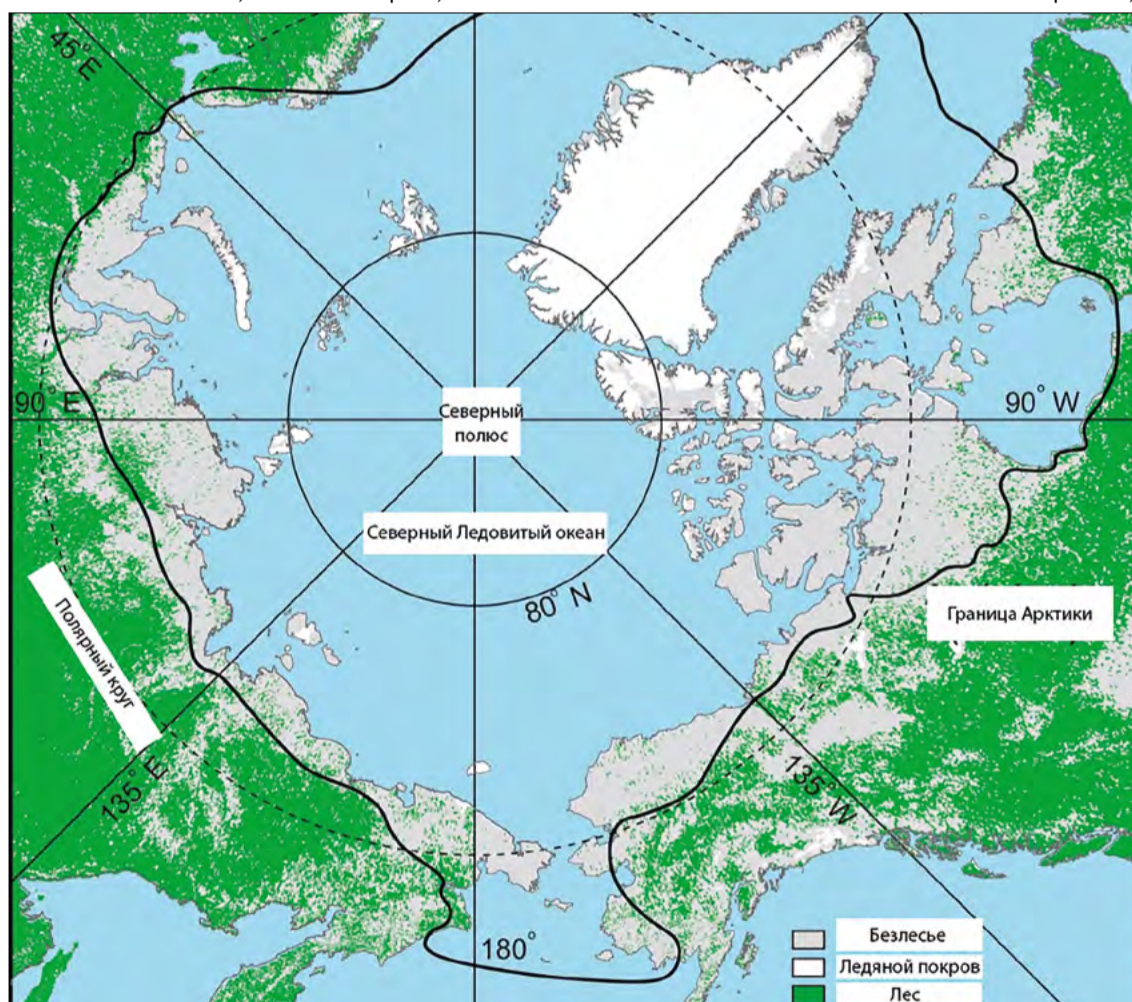 45°E
90° E
Северный
полюс
90° W
Северный Ледовитый океан
80° N
Граница Арктики
Полярный круг
135° E
135° W
180°
Безлесье
Ледяной покров
Лес